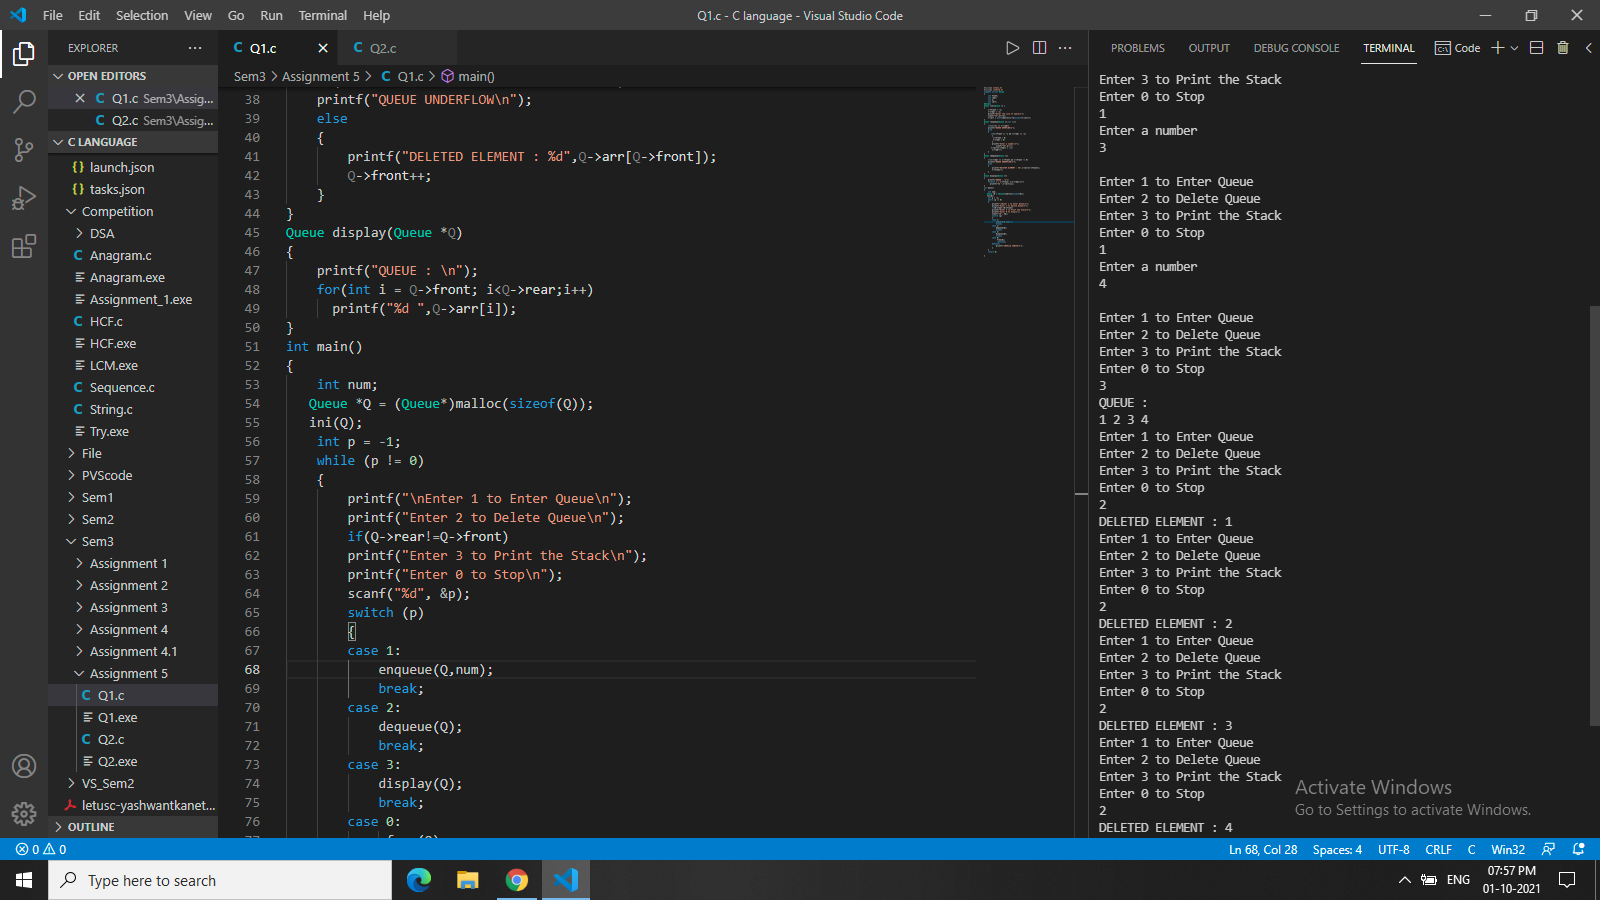 File Edit Selection View Go Run Terminal Help
Q1.c - C language - Visual Studio Code
EXPLORER
OPEN EDITORS
Q1.c Sem3\Assig...
Q2.c Sem3\Assig...
C LANGUAGE
launch.json
tasks.json
Competition
DSA
Anagram.c
Anagram.exe
Assignment_1.exe
HCF.c
HCF.exe
LCM.exe
Sequence.c
String.c
Try.exe
File
PVScode
Sem1
Sem2
Sem3
Assignment 1
Assignment 2
Assignment 3
Assignment 4
Assignment 4.1
Assignment 5
Q1.c
Q1.exe
Q2.c
Q2.exe
VS_Sem2
letusc-yashwantkanet...
OUTLINE
Q1.c Q2.c
Sem3 > Assignment 5 > C Q1.c > main()
38 printf("QUEUE UNDERFLOW\n");
39 else
40 {
41 printf("DELETED ELEMENT : %d",Q->arr[Q->front]);
42 Q->front++;
43 }
44 }
45 Queue display(Queue *Q)
46 {
47 printf("QUEUE : \n");
48 for(int i = Q->front; i<Q->rear;i++)
49 printf("%d ",Q->arr[i]);
50 }
51 int main()
52 {
53 int num;
54 Queue *Q = (Queue*)malloc(sizeof(Q));
55 ini(Q);
56 int p = -1;
57 while (p != 0)
58 {
59 printf("\nEnter 1 to Enter Queue\n");
60 printf("Enter 2 to Delete Queue\n");
61 if(Q->rear!=Q->front)
62 printf("Enter 3 to Print the Stack\n");
63 printf("Enter 0 to Stop\n");
64 scanf("%d", &p);
65 switch (p)
66 {
67 case 1:
68 enqueue(Q,num);
69 break;
70 case 2:
71 dequeue(Q);
72 break;
73 case 3:
74 display(Q);
75 break;
76 case 0:
PROBLEMS OUTPUT DEBUG CONSOLE TERMINAL Code
Enter 3 to Print the Stack
Enter 0 to Stop
1
Enter a number
3
Enter 1 to Enter Queue
Enter 2 to Delete Queue
Enter 3 to Print the Stack
Enter 0 to Stop
1
Enter a number
4
Enter 1 to Enter Queue
Enter 2 to Delete Queue
Enter 3 to Print the Stack
Enter 0 to Stop
3
QUEUE :
1 2 3 4
Enter 1 to Enter Queue
Enter 2 to Delete Queue
Enter 3 to Print the Stack
Enter 0 to Stop
2
DELETED ELEMENT : 1
Enter 1 to Enter Queue
Enter 2 to Delete Queue
Enter 3 to Print the Stack
Enter 0 to Stop
2
DELETED ELEMENT : 2
Enter 1 to Enter Queue
Enter 2 to Delete Queue
Enter 3 to Print the Stack
Enter 0 to Stop
2
DELETED ELEMENT : 3
Enter 1 to Enter Queue
Enter 2 to Delete Queue
Enter 3 to Print the Stack
Enter 0 to Stop
2
DELETED ELEMENT : 4
Activate Windows
Go to Settings to activate Windows.
0 0
Ln 68, Col 28 Spaces: 4 UTF-8 CRLF C Win32
Type here to search
ENG
07:57 PM
01-10-2021